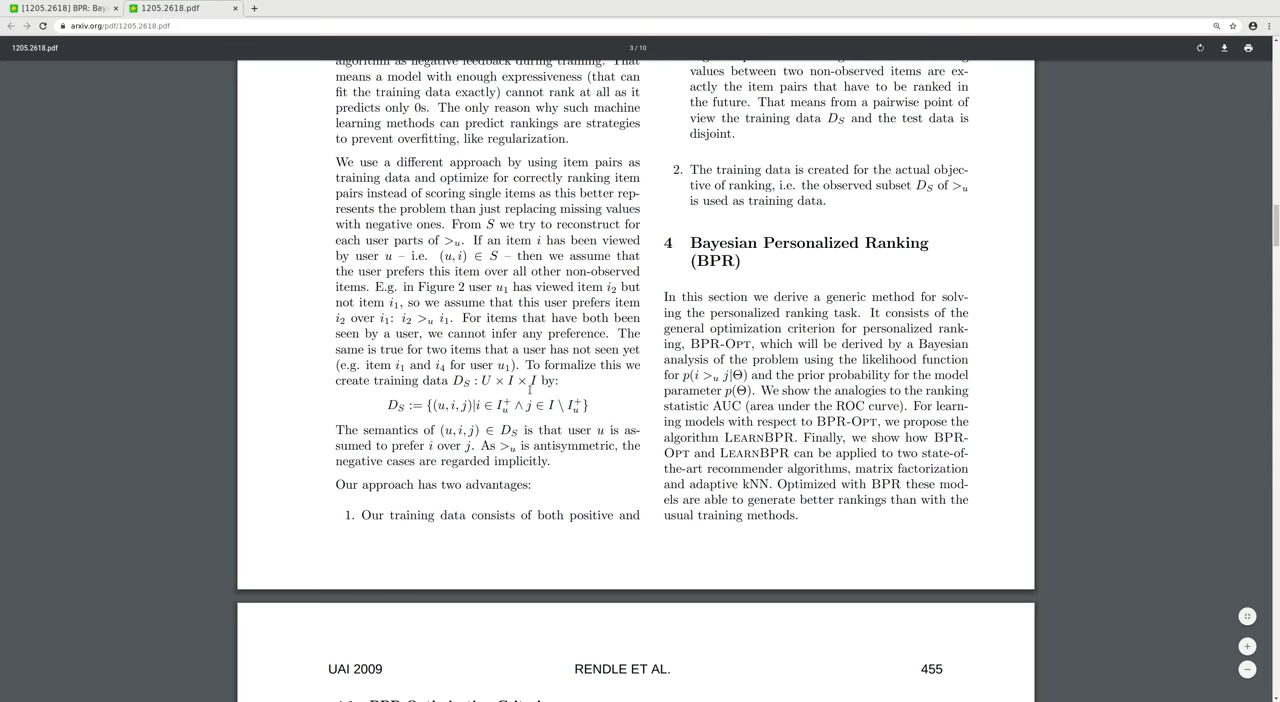 [1205.2618] BPR: Bay
1205.2618.pdf
arxiv.org/pdf/1205.2618.pdf
1205.2618.pdf
3 / 10
algorithm as negative feedback during training. That
means a model with enough expressiveness (that can
fit the training data exactly) cannot rank at all as it
predicts only 0s. The only reason why such machine
learning methods can predict rankings are strategies
to prevent overfitting, like regularization.
We use a different approach by using item pairs as
training data and optimize for correctly ranking item
pairs instead of scoring single items as this better rep-
resents the problem than just replacing missing values
with negative ones. From S we try to reconstruct for
each user parts of >u. If an item i has been viewed
by user u – i.e. (u, i) ∈ S – then we assume that
the user prefers this item over all other non-observed
items. E.g. in Figure 2 user u1 has viewed item i2 but
not item i1, so we assume that this user prefers item
i2 over i1: i2 >u i1. For items that have both been
seen by a user, we cannot infer any preference. The
same is true for two items that a user has not seen yet
(e.g. item i1 and i4 for user u1). To formalize this we
create training data DS : U × I × I by:
DS := {(u, i, j)|i ∈ I+u ∧ j ∈ I \ I+u}
The semantics of (u, i, j) ∈ DS is that user u is as-
sumed to prefer i over j. As >u is antisymmetric, the
negative cases are regarded implicitly.
Our approach has two advantages:
1. Our training data consists of both positive and
values between two non-observed items are ex-
actly the item pairs that have to be ranked in
the future. That means from a pairwise point of
view the training data DS and the test data is
disjoint.
2. The training data is created for the actual objec-
tive of ranking, i.e. the observed subset DS of >u
is used as training data.
4 Bayesian Personalized Ranking
(BPR)
In this section we derive a generic method for solv-
ing the personalized ranking task. It consists of the
general optimization criterion for personalized rank-
ing, BPR-OPT, which will be derived by a Bayesian
analysis of the problem using the likelihood function
for p(i >u j|Θ) and the prior probability for the model
parameter p(Θ). We show the analogies to the ranking
statistic AUC (area under the ROC curve). For learn-
ing models with respect to BPR-OPT, we propose the
algorithm LEARNBPR. Finally, we show how BPR-
OPT and LEARNBPR can be applied to two state-of-
the-art recommender algorithms, matrix factorization
and adaptive kNN. Optimized with BPR these mod-
els are able to generate better rankings than with the
usual training methods.
UAI 2009
RENDLE ET AL.
455